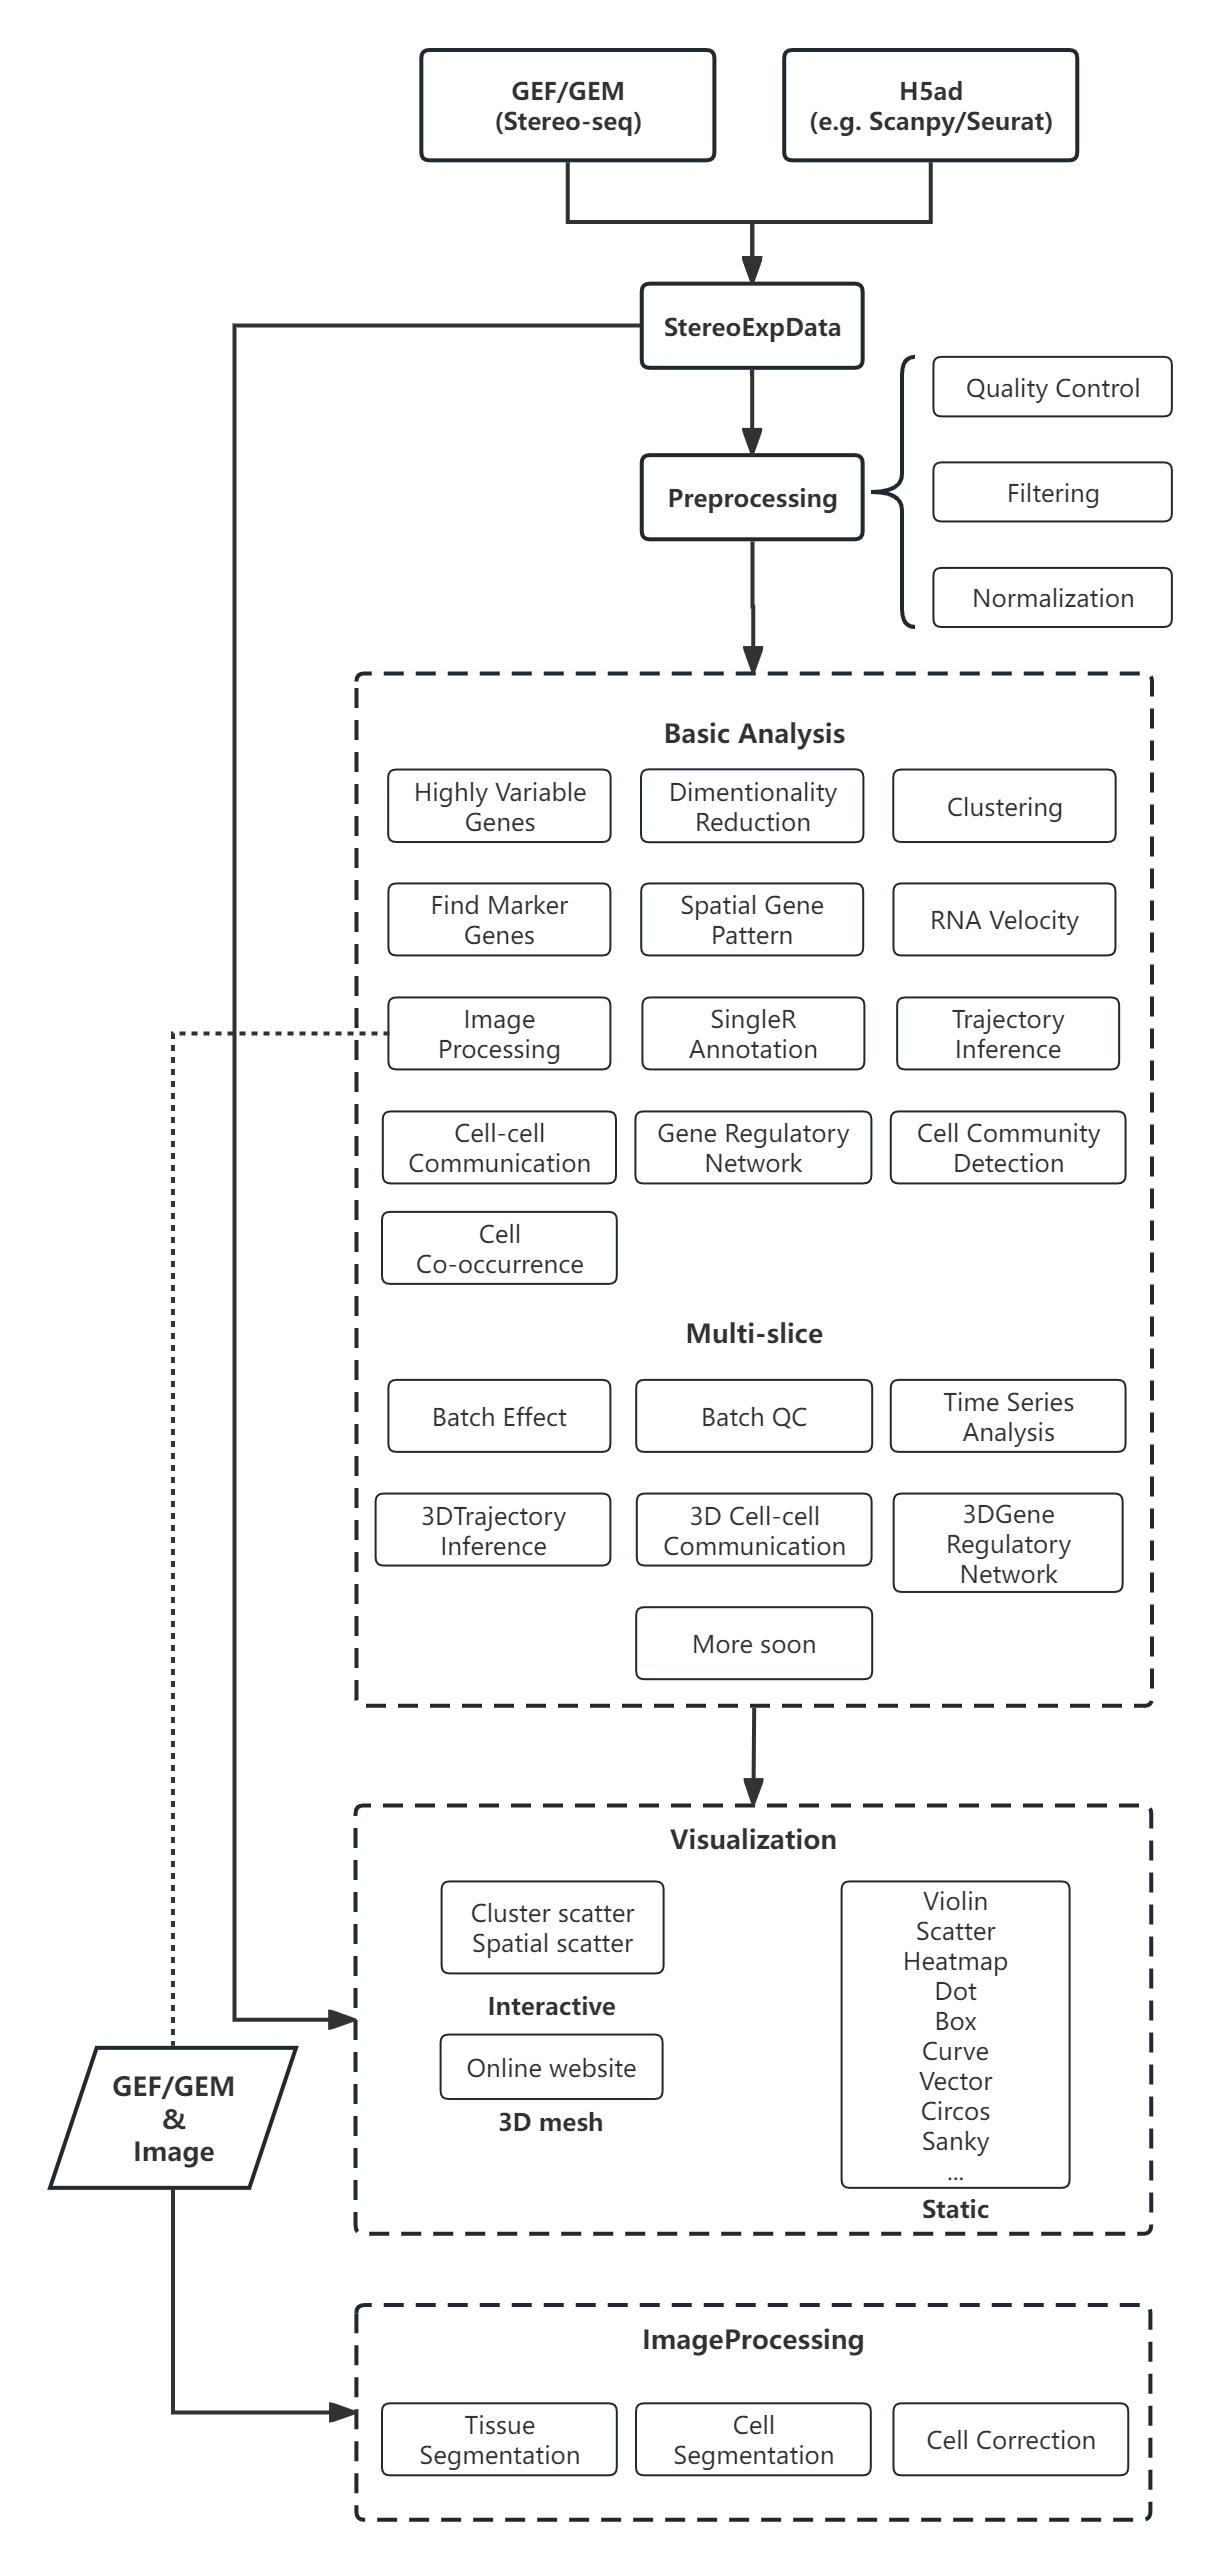 GEF/GEM
(Stereo-seq)
H5ad
(e.g. Scanpy/Seurat)
StereoExpData
Quality Control
Preprocessing
Filtering
Normalization
Basic Analysis
Highly Variable
Genes
Dimentionality
Reduction
Clustering
Find Marker
Genes
Spatial Gene
Pattern
RNA Velocity
Image
Processing
SingleR
Annotation
Trajectory
Inference
Cell-cell
Communication
Gene Regulatory
Network
Cell Community
Detection
Cell
Co-occurrence
Multi-slice
Batch Effect
Batch QC
Time Series
Analysis
3DTrajectory
Inference
3D Cell-cell
Communication
3DGene
Regulatory
Network
More soon
Visualization
Cluster scatter
Spatial scatter
Interactive
Online website
3D mesh
Violin
Scatter
Heatmap
Dot
Box
Curve
Vector
Circos
Sanky
...
Static
GEF/GEM
&
Image
ImageProcessing
Tissue
Segmentation
Cell
Segmentation
Cell Correction